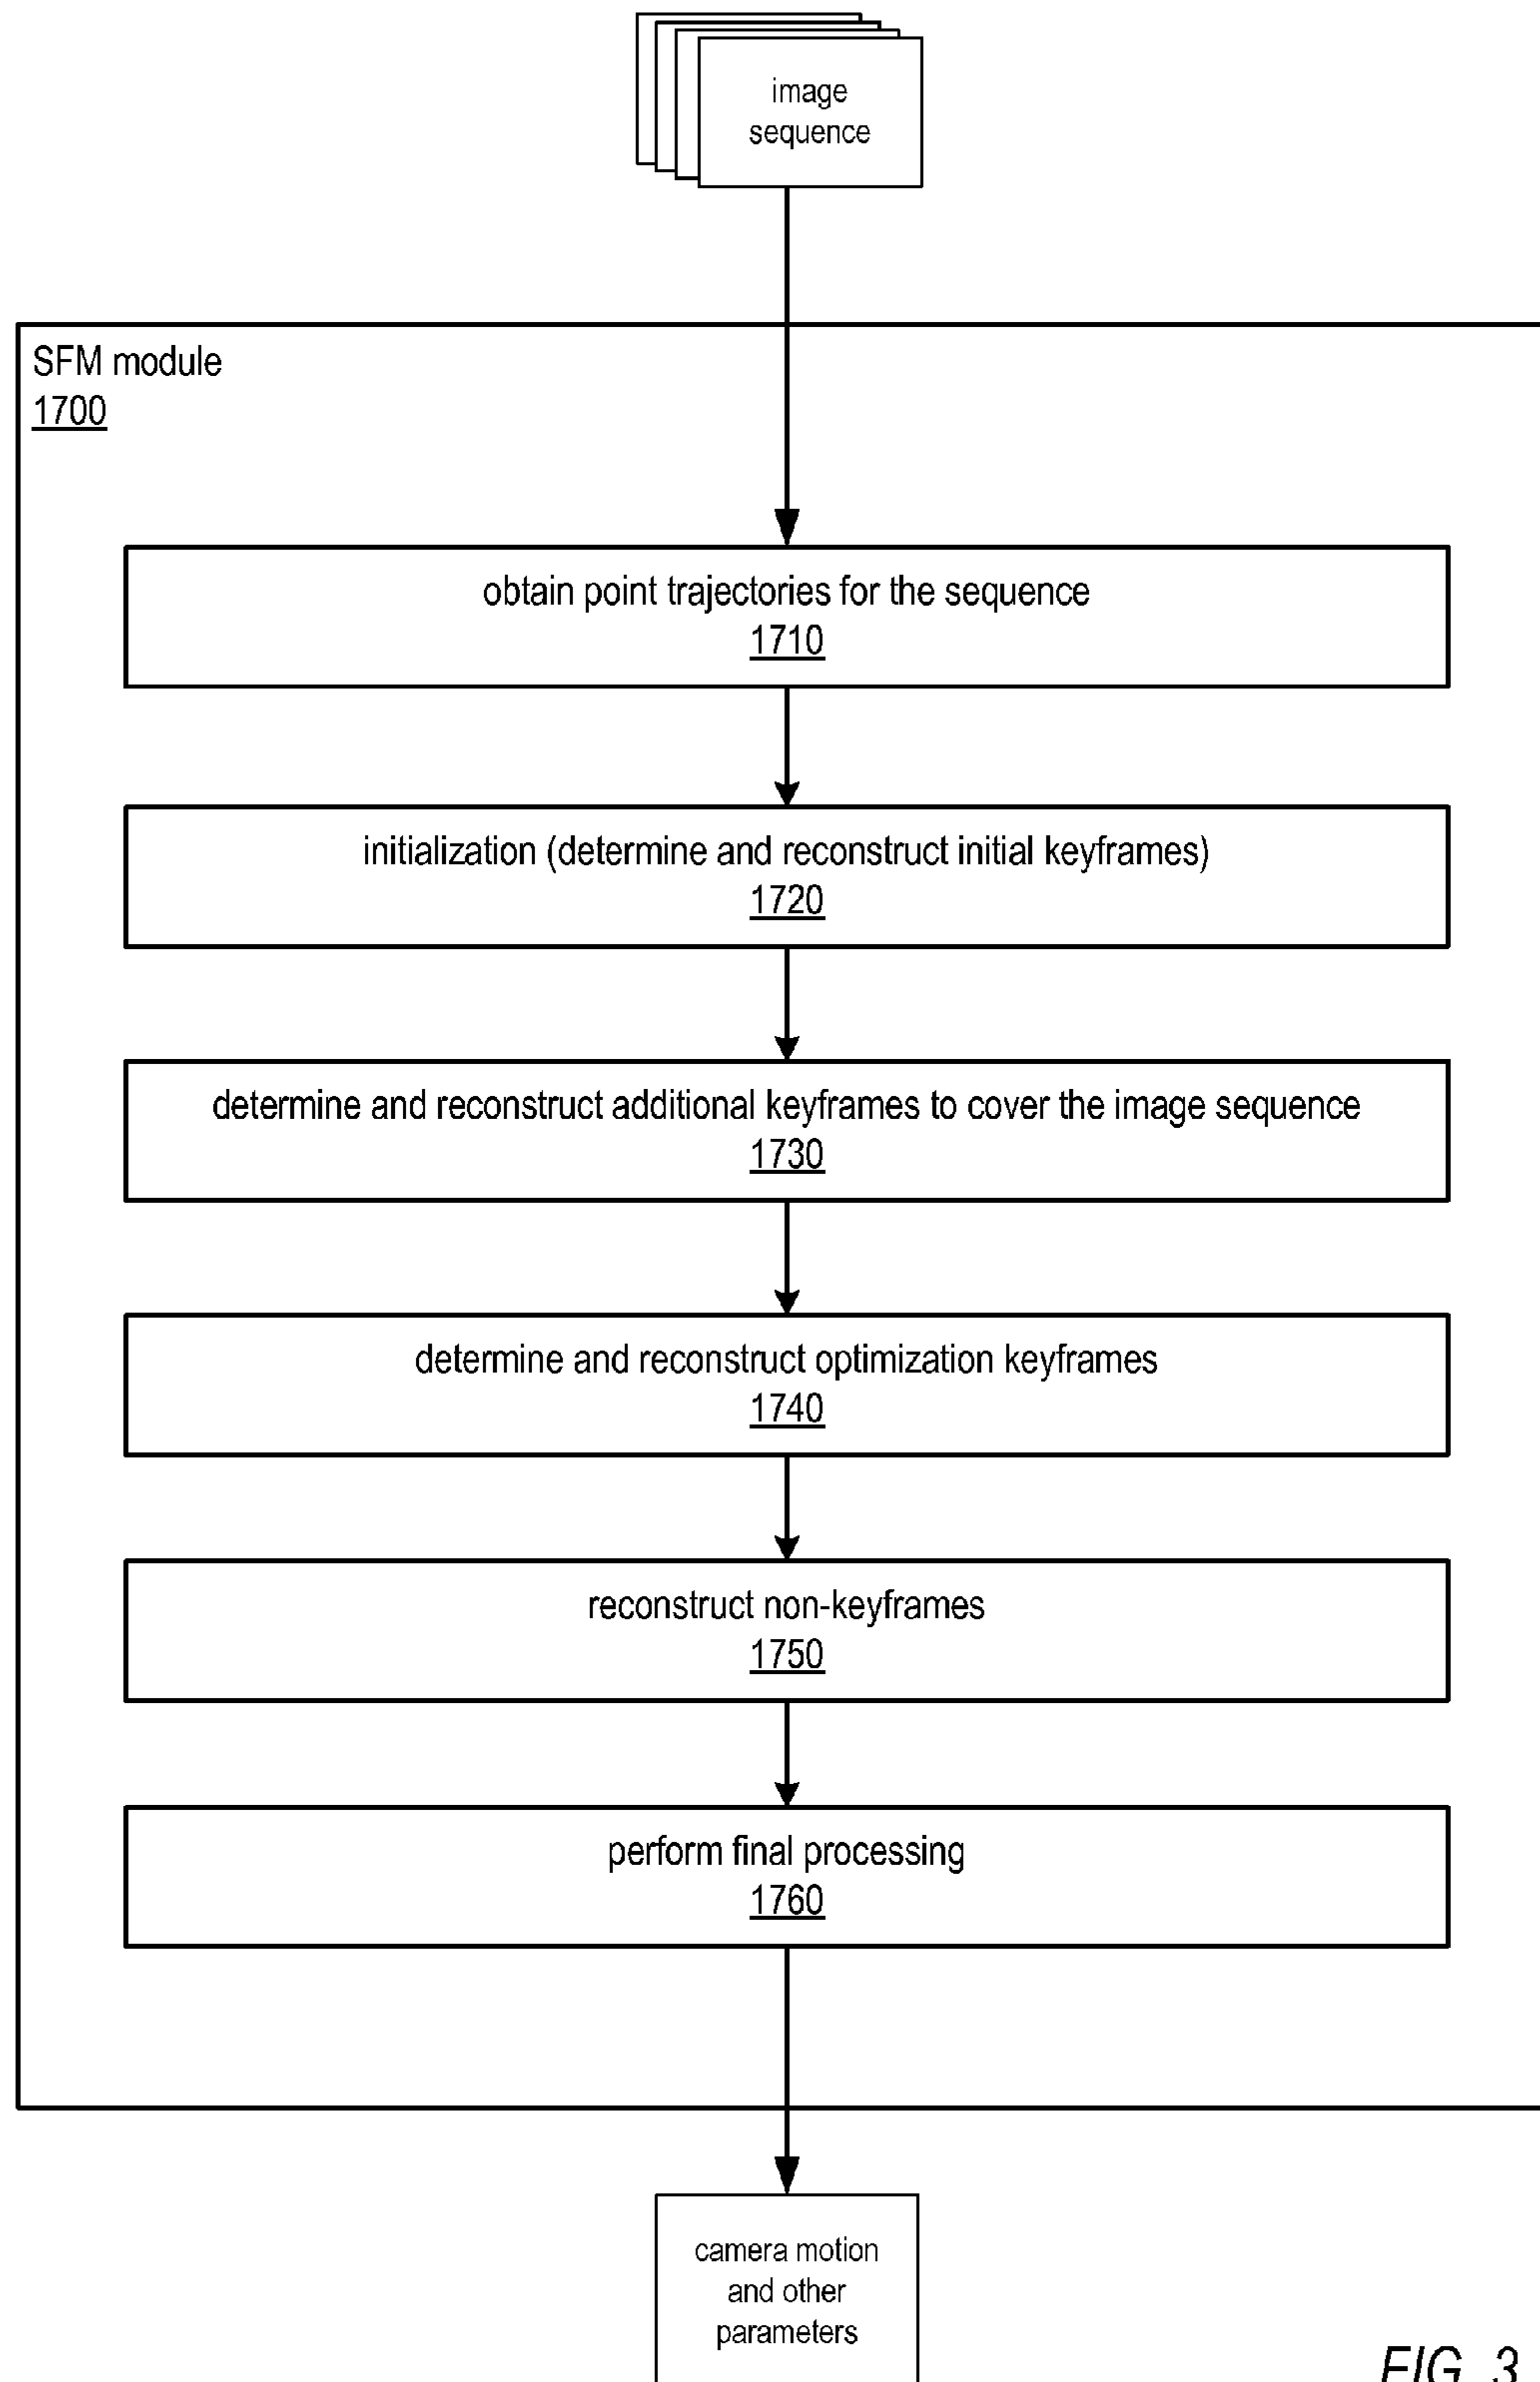 image
sequence
SFM module
1700
obtain point trajectories for the sequence
1710
initialization (determine and reconstruct initial keyframes)
1720
determine and reconstruct additional keyframes to cover the image sequence
1730
determine and reconstruct optimization keyframes
1740
reconstruct non-keyframes
1750
perform final processing
1760
camera motion
and other
parameters
FIG. 3